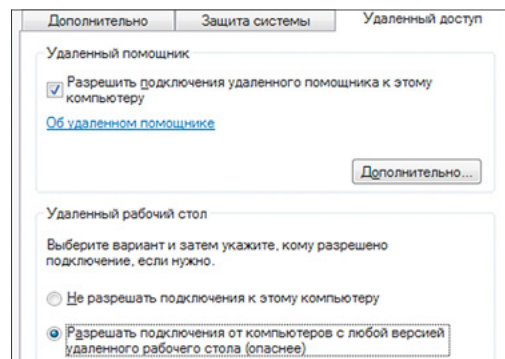 Дополнительно Защита системы Удаленный доступ
Удаленный помощник
Разрешить подключения удаленного помощника к этому
компьютеру
Об удаленном помощнике
Дополнительно...
Удаленный рабочий стол
Выберите вариант и затем укажите, кому разрешено
подключение, если нужно.
Не разрешать подключения к этому компьютеру
Разрешать подключения от компьютеров с любой версией
удаленного рабочего стола (опаснее)